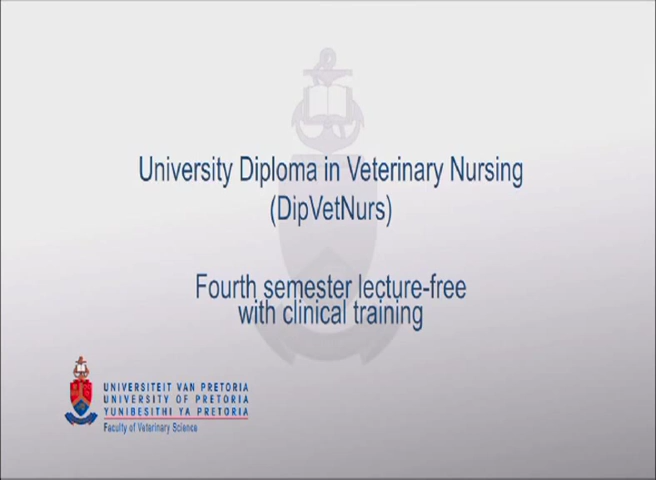 University Diploma in Veterinary Nursing
(DipVetNurs)
Fourth semester lecture-free
with clinical training
UNIVERSITEIT VAN PRETORIA
UNIVERSITY OF PRETORIA
YUNIBESITHI YA PRETORIA
Faculty of Veterinary Science